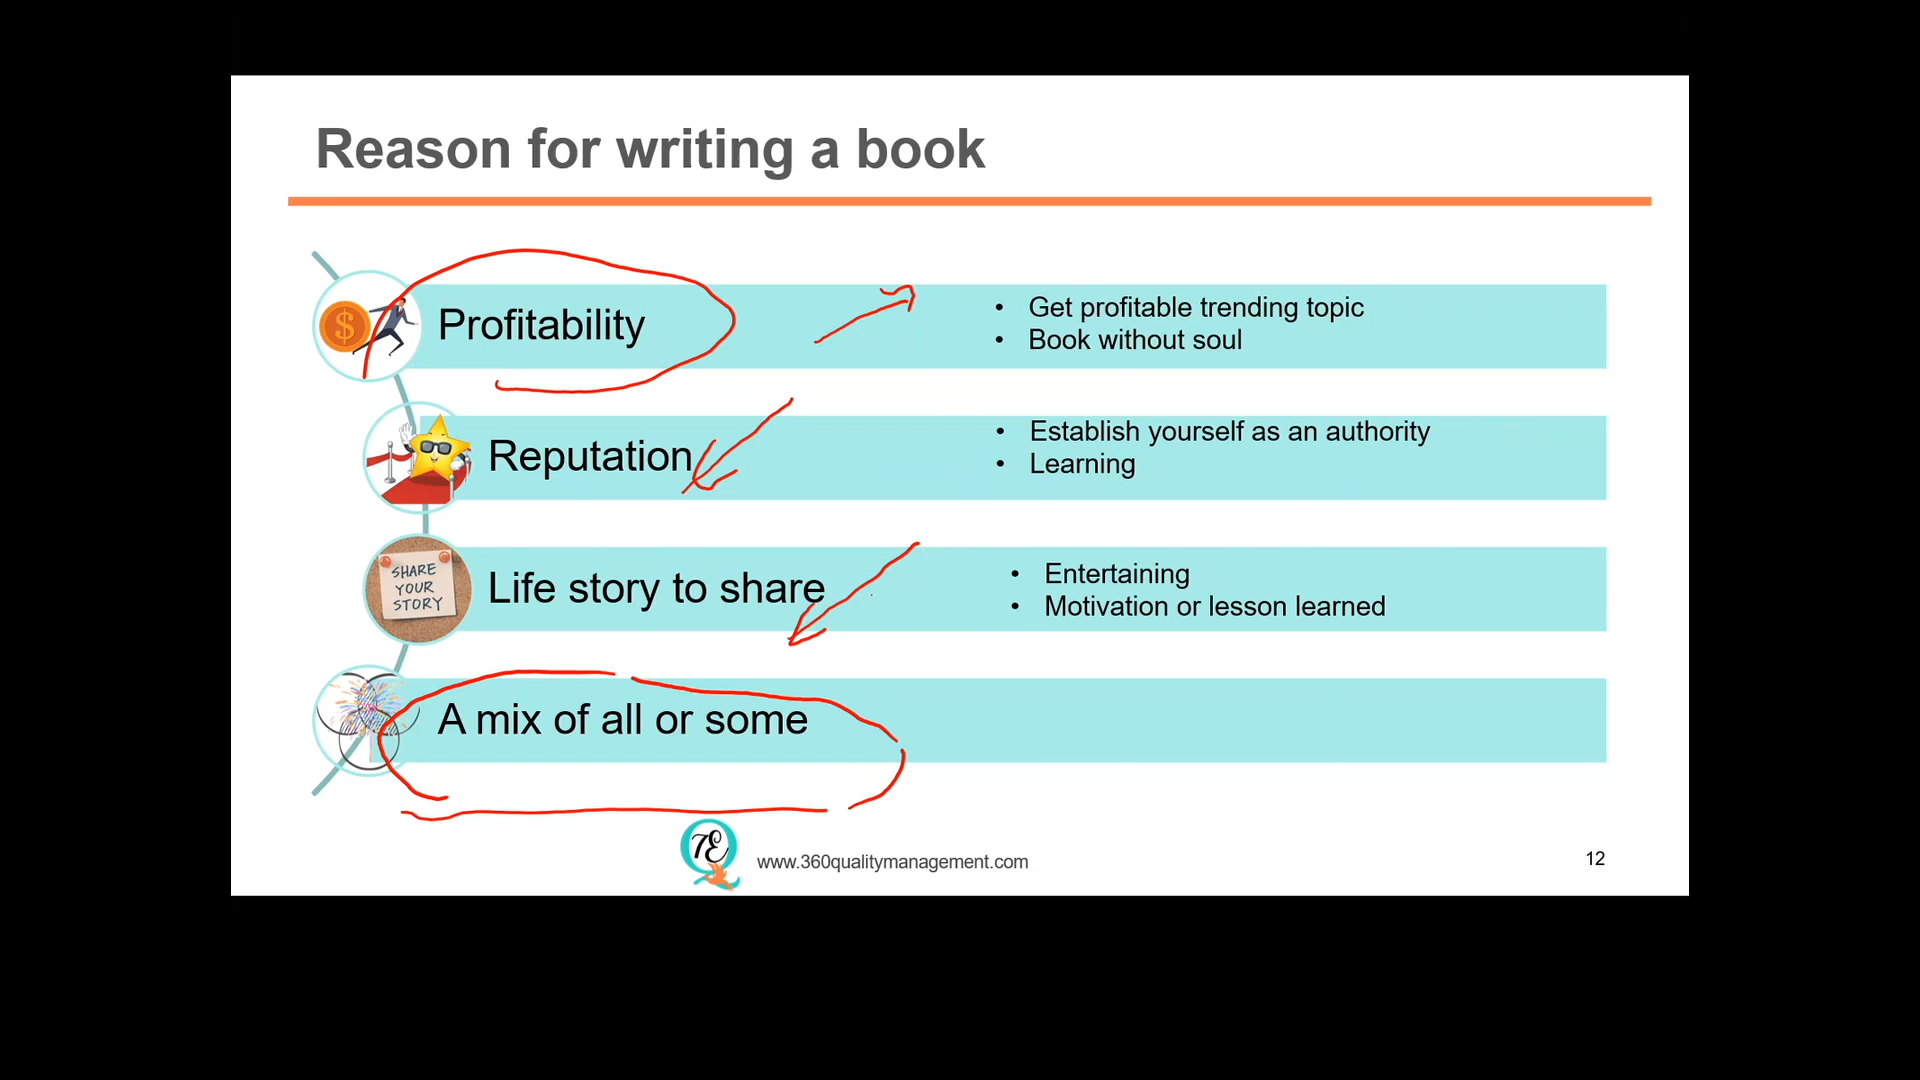 Reason for writing a book
Profitability
• Get profitable trending topic
• Book without soul
Reputation
• Establish yourself as an authority
• Learning
SHARE
YOUR
STORY
Life story to share
• Entertaining
• Motivation or lesson learned
A mix of all or some
7E
www.360qualitymanagement.com
12